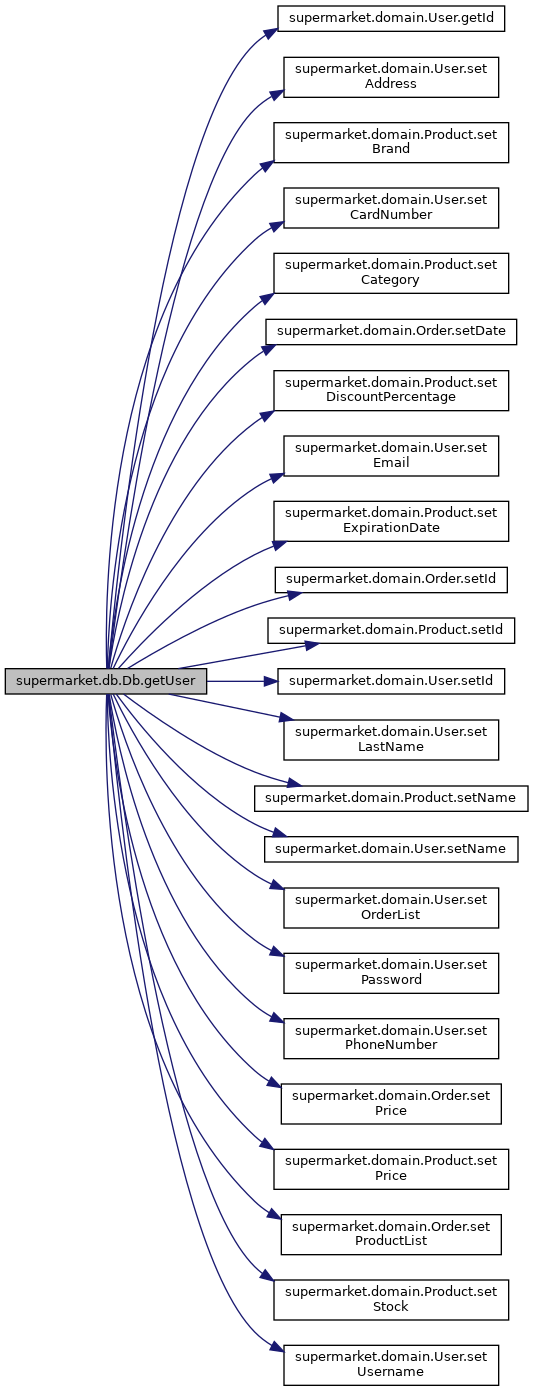 supermarket.domain.User.getId
supermarket.domain.User.set
Address
supermarket.domain.Product.set
Brand
supermarket.domain.User.set
CardNumber
supermarket.domain.Product.set
Category
supermarket.domain.Order.setDate
supermarket.domain.Product.set
DiscountPercentage
supermarket.domain.User.set
Email
supermarket.domain.Product.set
ExpirationDate
supermarket.domain.Order.setId
supermarket.domain.Product.setId
supermarket.db.Db.getUser
supermarket.domain.User.setId
supermarket.domain.User.set
LastName
supermarket.domain.Product.setName
supermarket.domain.User.setName
supermarket.domain.User.set
OrderList
supermarket.domain.User.set
Password
supermarket.domain.User.set
PhoneNumber
supermarket.domain.Order.set
Price
supermarket.domain.Product.set
Price
supermarket.domain.Order.set
ProductList
supermarket.domain.Product.set
Stock
supermarket.domain.User.set
Username